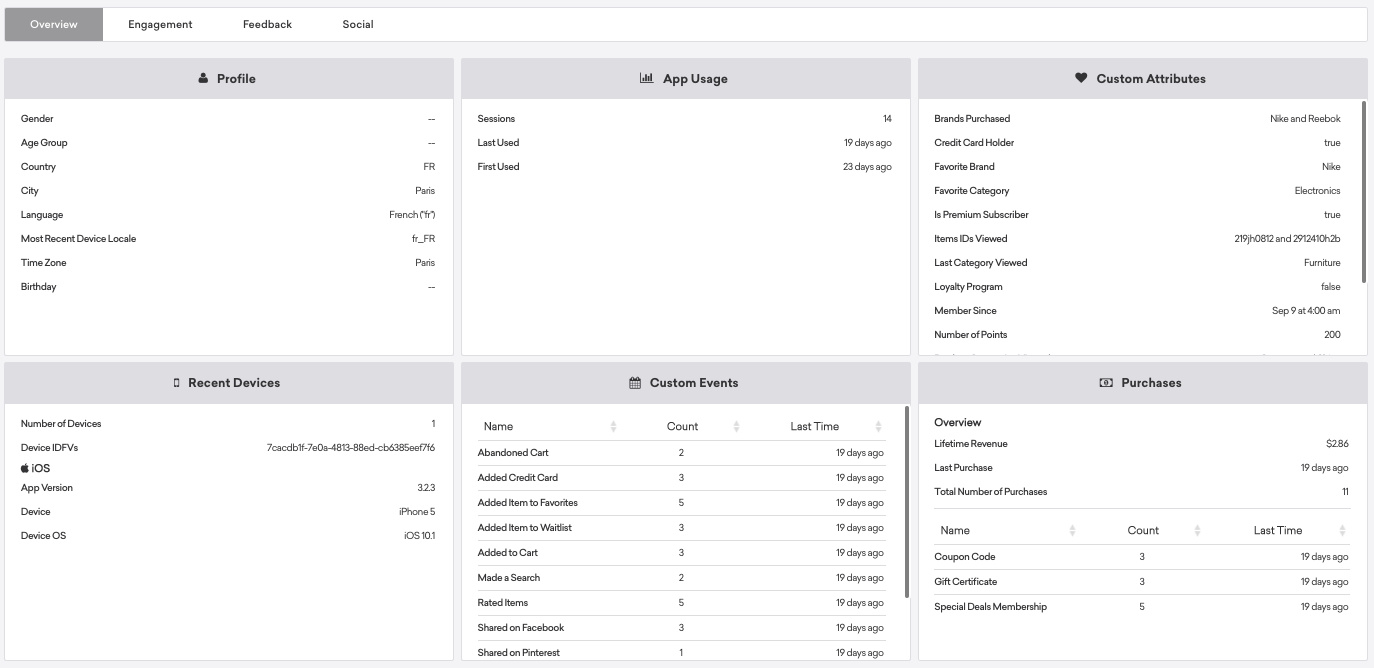 Overview Engagement Feedback Social
Profile
Gender --
Age Group --
Country FR
City Paris
Language French ("fr")
Most Recent Device Locale fr_FR
Time Zone Paris
Birthday --
App Usage
Sessions 14
Last Used 19 days ago
First Used 23 days ago
Custom Attributes
Brands Purchased Nike and Reebok
Credit Card Holder true
Favorite Brand Nike
Favorite Category Electronics
Is Premium Subscriber true
Items IDs Viewed 219jh0812 and 2912410h2b
Last Category Viewed Furniture
Loyalty Program false
Member Since Sep 9 at 4:00 am
Number of Points 200
Recent Devices
Number of Devices 1
Device IDFVs 7cacdb1f-7e0a-4813-88ed-cb6385eef7f6
iOS
App Version 3.2.3
Device iPhone 5
Device OS iOS 10.1
Custom Events
Name Count Last Time
Abandoned Cart 2 19 days ago
Added Credit Card 3 19 days ago
Added Item to Favorites 5 19 days ago
Added Item to Waitlist 3 19 days ago
Added to Cart 3 19 days ago
Made a Search 2 19 days ago
Rated Items 5 19 days ago
Shared on Facebook 3 19 days ago
Shared on Pinterest 1 19 days ago
Purchases
Overview
Lifetime Revenue $2.86
Last Purchase 19 days ago
Total Number of Purchases 11
Name Count Last Time
Coupon Code 3 19 days ago
Gift Certificate 3 19 days ago
Special Deals Membership 5 19 days ago